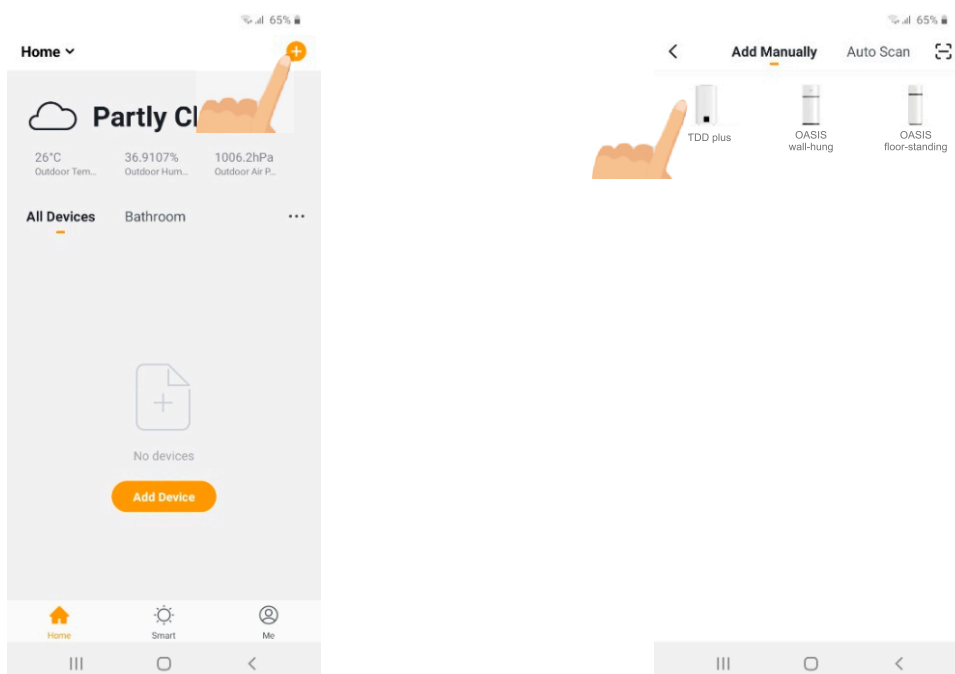 65%
Home
Partly Cl
26°C 36.9107% 1006.2hPa
Outdoor Tem... Outdoor Hum... Outdoor Air P...
All Devices Bathroom
No devices
Add Device
Home Smart Me
65%
Add Manually Auto Scan
TDD plus
OASIS
wall-hung
OASIS
floor-standing